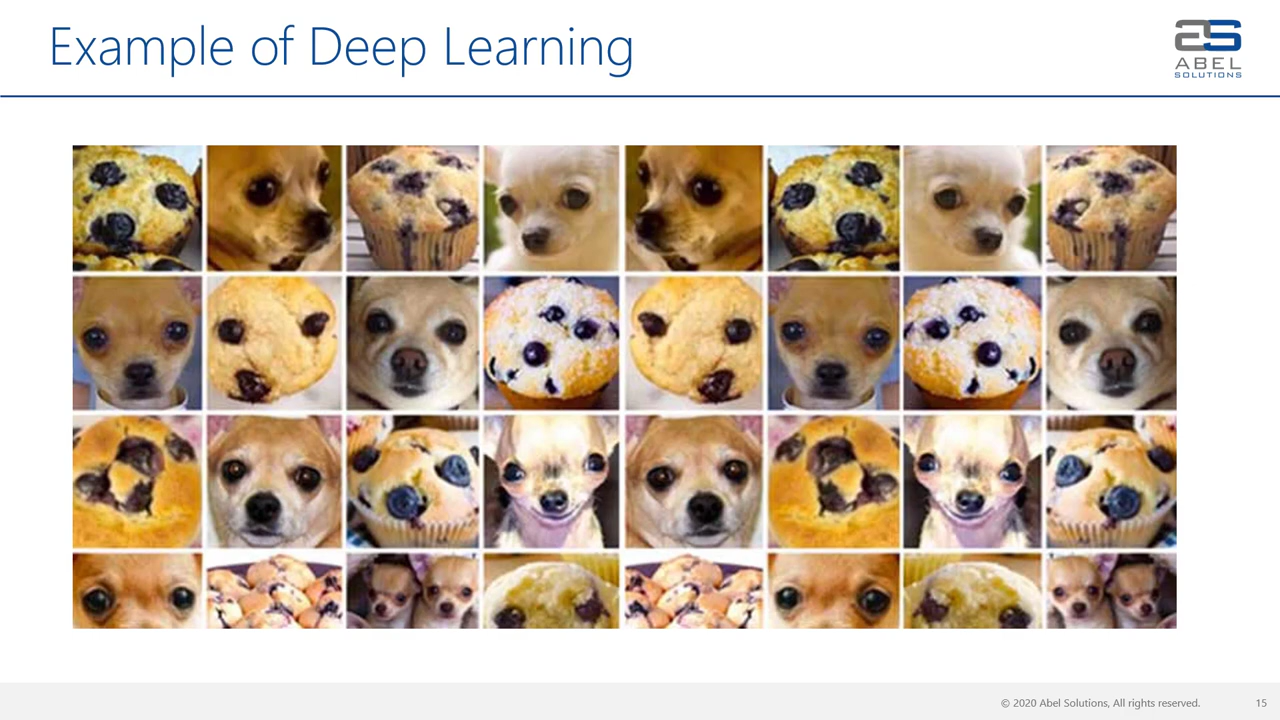 Example of Deep Learning
ABEL
SOLUTIONS
© 2020 Abel Solutions, All rights reserved.
15